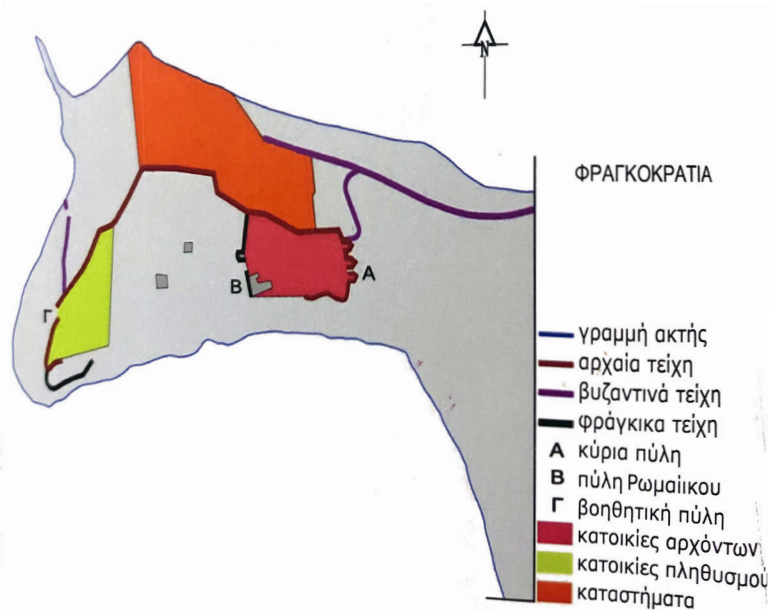 N
ΦΡΑΓΚΟΚΡΑΤΙΑ
Α
Β
Γ
γραμμή ακτής
αρχαία τείχη
βυζαντινά τείχη
φράγκικα τείχη
Α κύρια πύλη
Β πύλη Ρωμαίικου
Γ βοηθητική πύλη
κατοικίες αρχόντων
κατοικίες πληθυσμού
καταστήματα